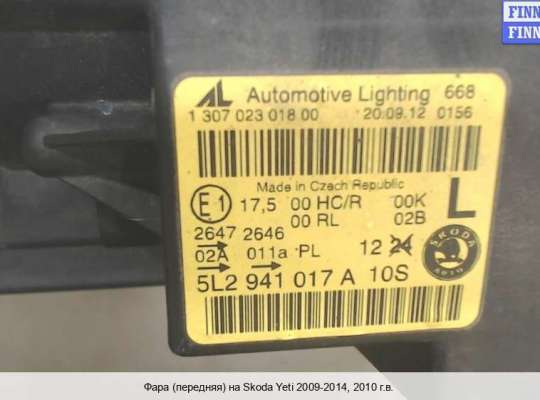 FINN
FINN
AL Automotive Lighting 668
1 307 023 018 00 20.09.12 0156
Made in Czech Republic
E1 17,5 00 HC/R 00K L
00 RL 02B
2647 2646
02A 011a PL 12 24 ŠKODA AUTO
5L2 941 017 A 10S
Фара (передняя) на Skoda Yeti 2009-2014, 2010 г.в.